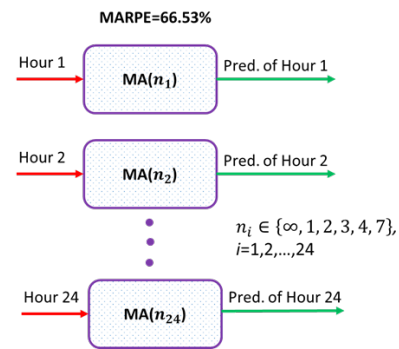 MARPE=66.53%
Hour 1
MA(n₁)
Pred. of Hour 1
Hour 2
MA(n₂)
Pred. of Hour 2
nᵢ ∈ {∞, 1, 2, 3, 4, 7},
i=1,2,...,24
Hour 24
MA(n₂₄)
Pred. of Hour 24